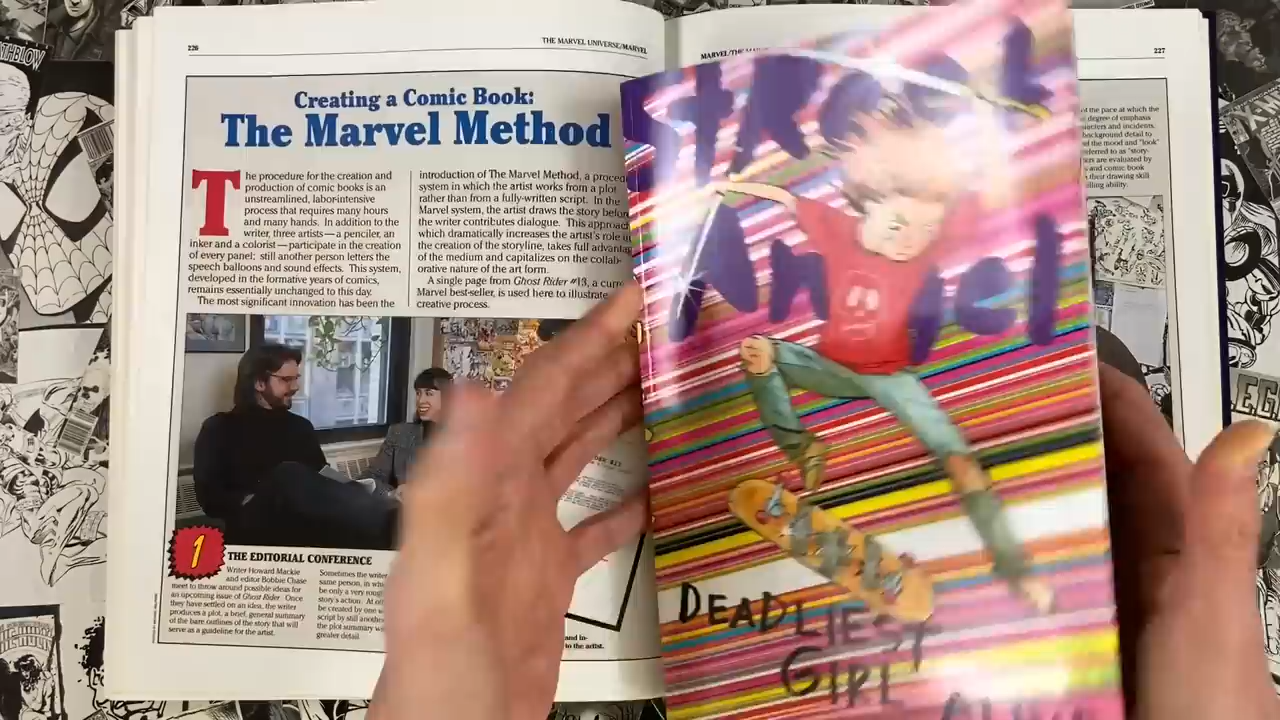 226
THE MARVEL UNIVERSE/MARVEL
Creating a Comic Book:
The Marvel Method
The procedure for the creation and
production of comic books is an
unstreamlined, labor-intensive
process that requires many hours
and many hands. In addition to the
writer, three artists—a penciler, an
inker and a colorist—participate in the creation
of every panel; still another person letters the
speech balloons and sound effects. This system,
developed in the formative years of comics,
remains essentially unchanged to this day.
The most significant innovation has been the
introduction of The Marvel Method, a
system in which the artist works from a plot
rather than from a fully-written script. In the
Marvel system, the artist draws the story before
the writer contributes dialogue. This approach
which dramatically increases the artist's role
the creation of the storyline, takes full
of the medium and capitalizes on the
orative nature of the art form.
A single page from Ghost Rider #13, a
Marvel best-seller, is used here to illustrate
creative process.
1
THE EDITORIAL CONFERENCE
Writer Howard Mackie
and editor Bobbie Chase
meet to throw around possible ideas for
an upcoming issue of Ghost Rider. Once
they have settled on an idea, the writer
produces a plot, a brief, general summary
of the bare outlines of the story that will
serve as a guideline for the artist.
Sometimes the writer
same person, in
be only a very
story's action. At
be created by one
script by still
the plot summary
greater detail.
and in-
to the artist.
227
the pace at which the
degree of emphasis
and incidents.
background detail to
the mood and "look"
to as "story-
are evaluated by
and comic book
their drawing skill
ability.
DEADLIEST
GIRL
ALIVE